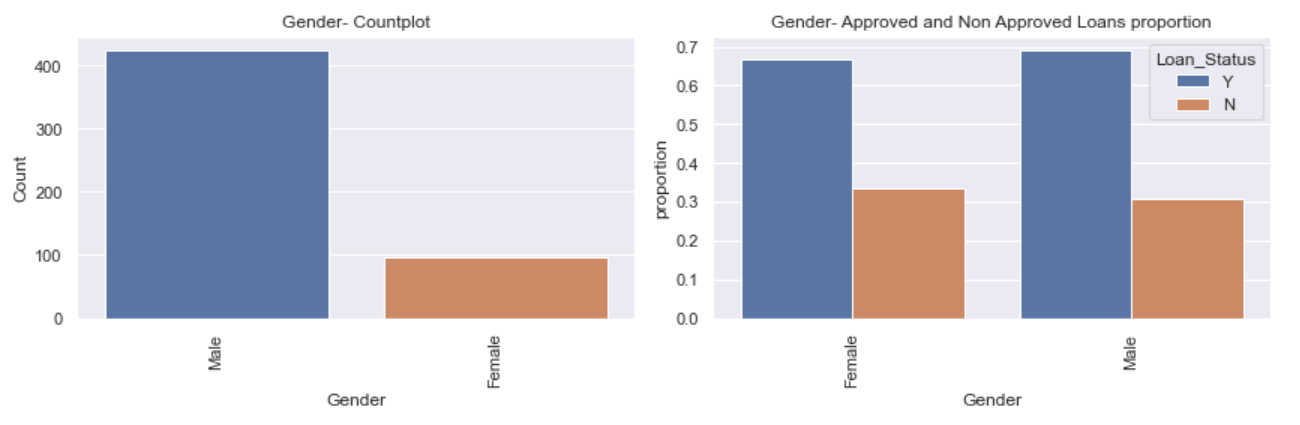 Gender- Countplot
400
300
200
100
0
Count
Male
Female
Gender
Gender- Approved and Non Approved Loans proportion
0.7
0.6
0.5
0.4
0.3
0.2
0.1
0.0
proportion
Loan_Status
Y
N
Female
Male
Gender